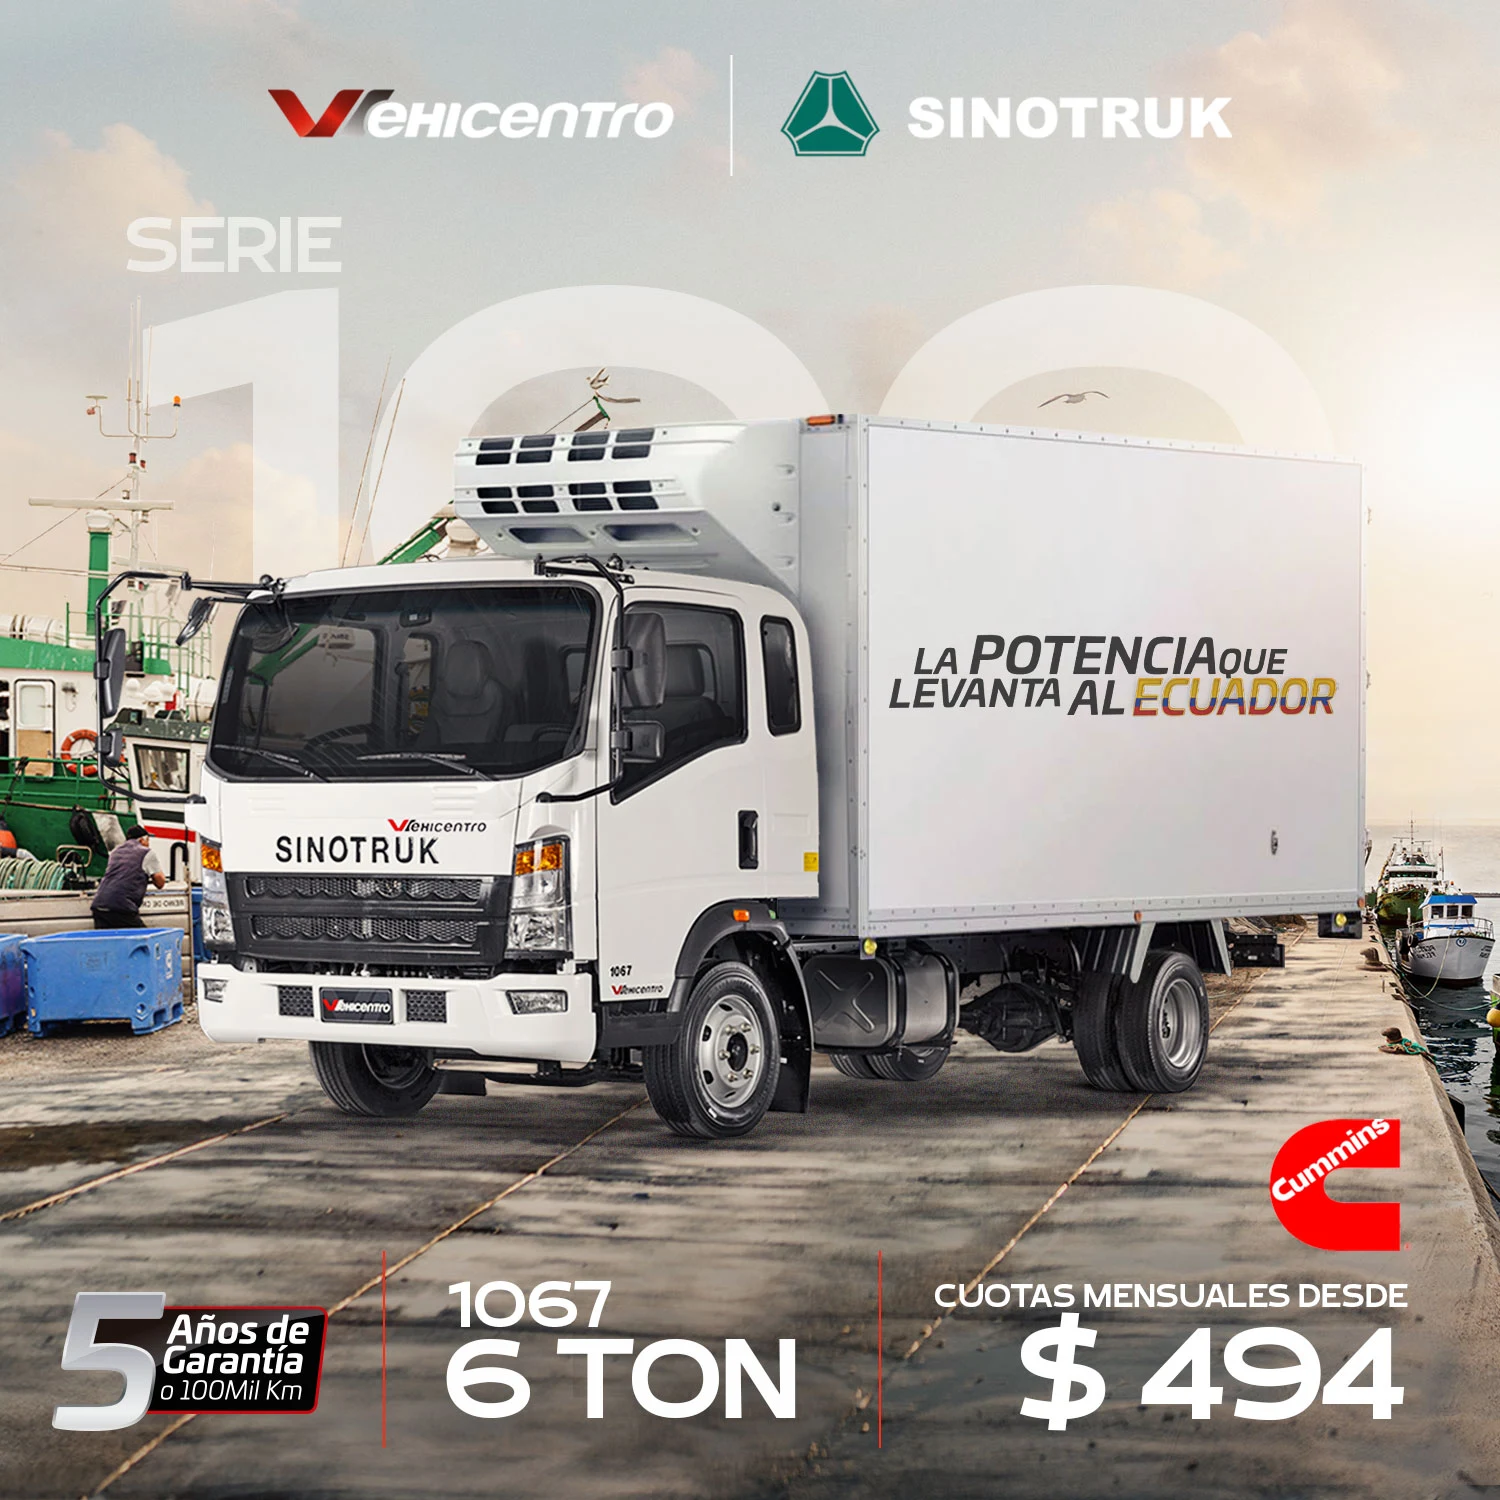 VEHICENTRO
SINOTRUK
SERIE
LA POTENCIA QUE
LEVANTA AL ECUADOR
VEHICENTRO
SINOTRUK
1067
VEHICENTRO
VEHICENTRO
Cummins
5 Años de
Garantía
o 100Mil Km
1067
6 TON
CUOTAS MENSUALES DESDE
$ 494